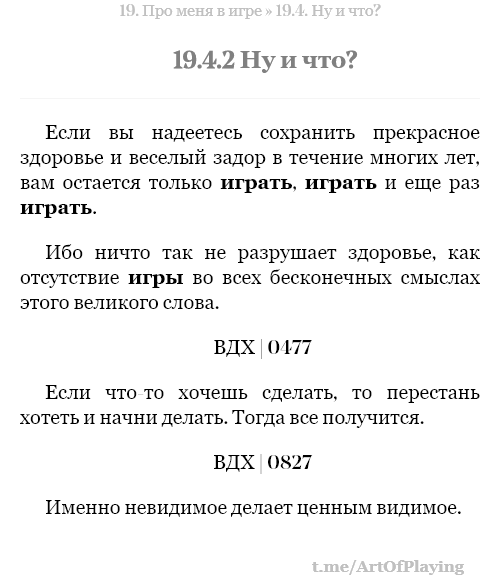 19. Про меня в игре » 19.4. Ну и что?
19.4.2 Ну и что?
Если вы надеетесь сохранить прекрасное
здоровье и веселый задор в течение многих лет,
вам остается только играть, играть и еще раз
играть.
Ибо ничто так не разрушает здоровье, как
отсутствие игры во всех бесконечных смыслах
этого великого слова.
ВДХ | 0477
Если что-то хочешь сделать, то перестань
хотеть и начни делать. Тогда все получится.
ВДХ | 0827
Именно невидимое делает ценным видимое.
t.me/ArtOfPlaying